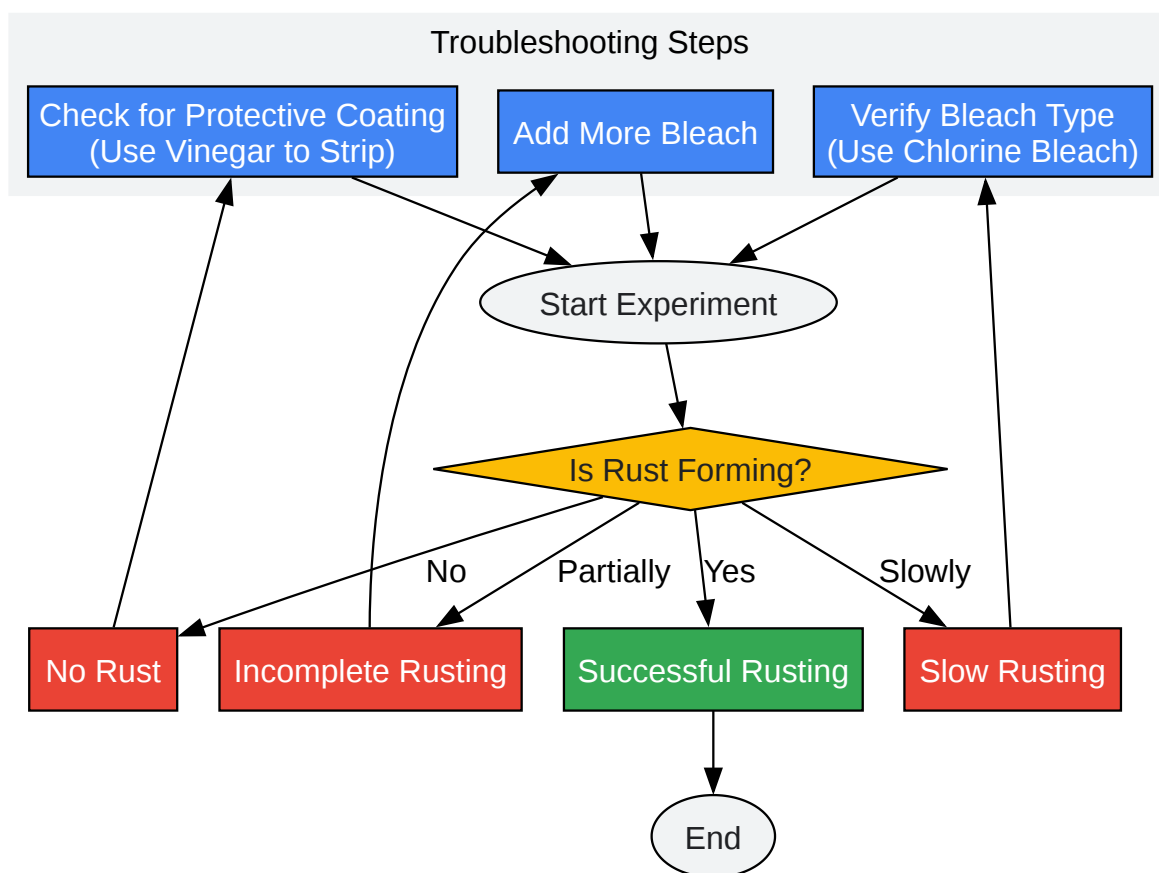 Troubleshooting Steps
Check for Protective Coating
(Use Vinegar to Strip)
Add More Bleach
Verify Bleach Type
(Use Chlorine Bleach)
Start Experiment
Is Rust Forming?
No
Partially
Yes
Slowly
No Rust
Incomplete Rusting
Successful Rusting
Slow Rusting
End